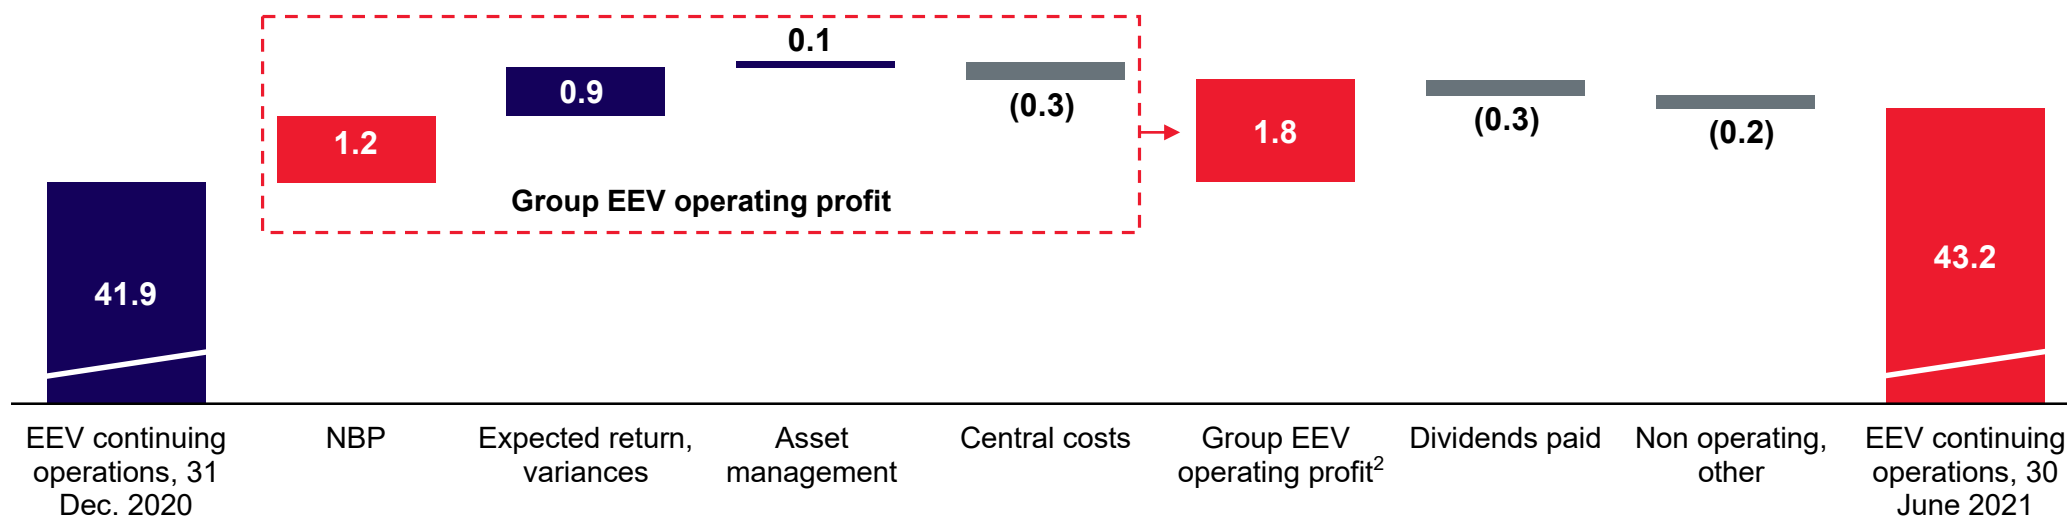 0.1
0.9
(0.3)
1.2
1.8
(0.3)
(0.2)
Group EEV operating profit
41.9
43.2
EEV continuing
operations, 31
Dec. 2020
NBP
Expected return,
variances
Asset
management
Central costs
Group EEV
operating profit²
Dividends paid
Non operating,
other
EEV continuing
operations, 30
June 2021